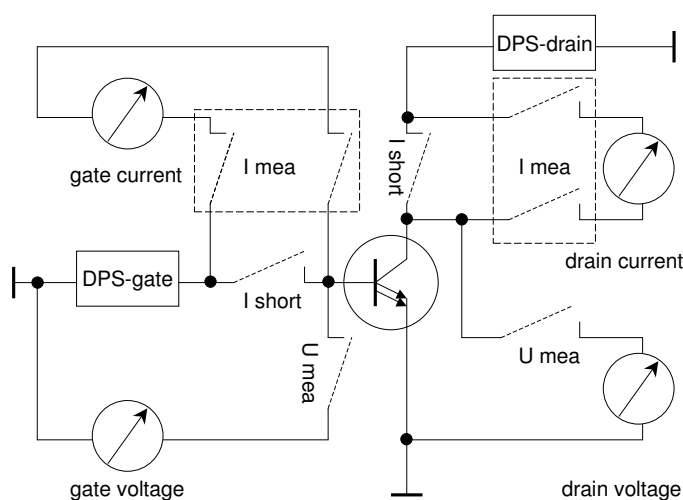 DPS-drain
gate current
I mea
I short
I mea
drain current
DPS-gate
I short
U mea
U mea
gate voltage
drain voltage